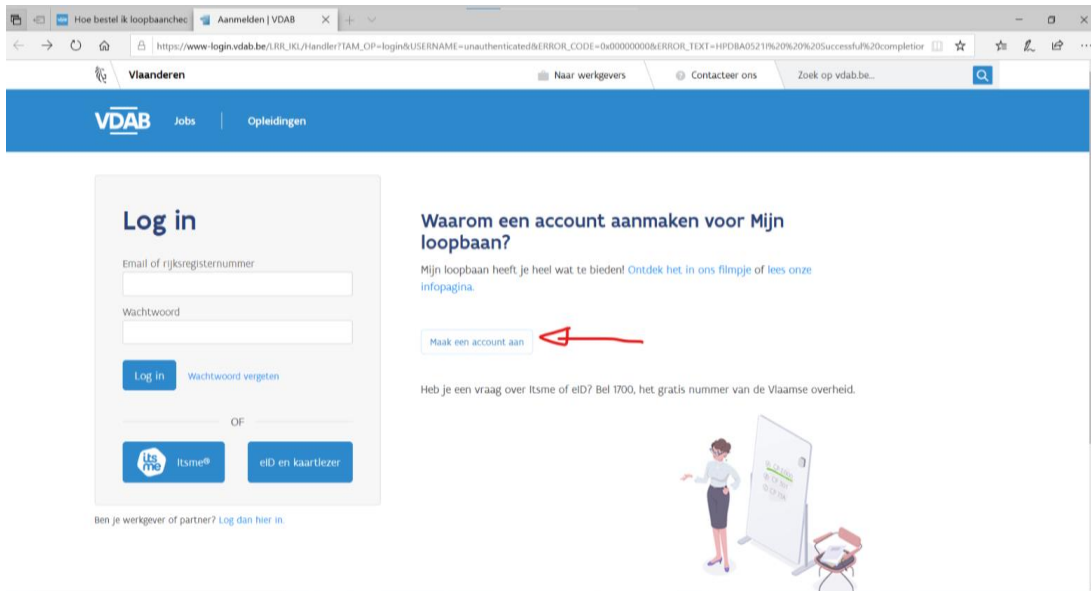 Hoe bestel ik loopbaanchec
Aanmelden | VDAB
https://www-login.vdab.be/LRR_IKL/Handler?TAM_OP=login&USERNAME=unauthenticated&ERROR_CODE=0x00000000&ERROR_TEXT=HPDBA0521I%20%20%20Successful%20completior
Vlaanderen
Naar werkgevers
Contacteer ons
Zoek op vdab.be...
VDAB
Jobs
Opleidingen
Log in
Email of rijksregisternummer
Wachtwoord
Log in
Wachtwoord vergeten
OF
itsme
Itsme®
eID en kaartlezer
Ben je werkgever of partner? Log dan hier in.
Waarom een account aanmaken voor Mijn
loopbaan?
Mijn loopbaan heeft je heel wat te bieden! Ontdek het in ons filmpje of lees onze
infopagina.
Maak een account aan
Heb je een vraag over Itsme of eID? Bel 1700, het gratis nummer van de Vlaamse overheid.